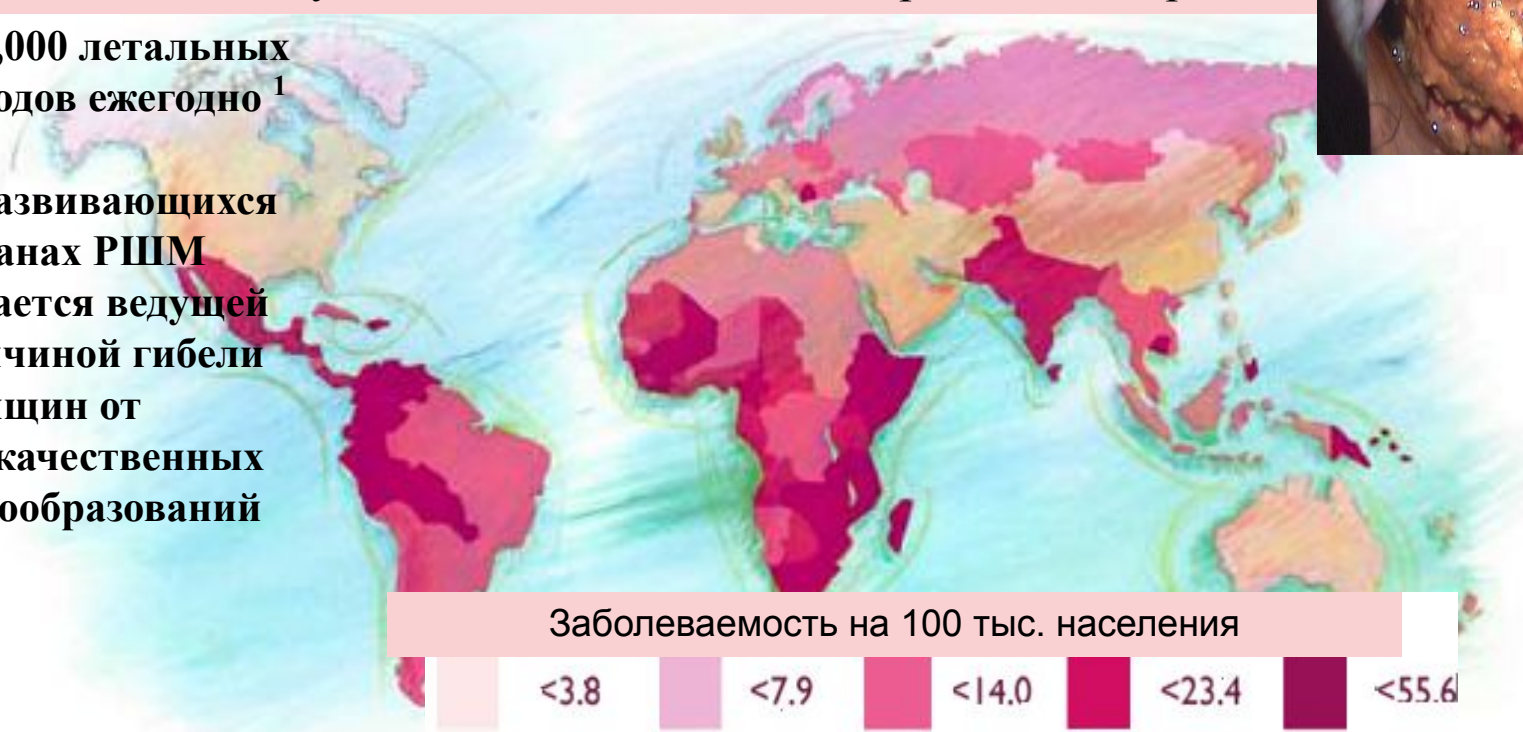 ,000 летальных
одов ежегодно 1
азвивающихся
анах РШМ
ается ведущей
чиной гибели
щин от
качественных
ообразований
Заболеваемость на 100 тыс. населения
<3.8 <7.9 <14.0 <23.4 <55.6